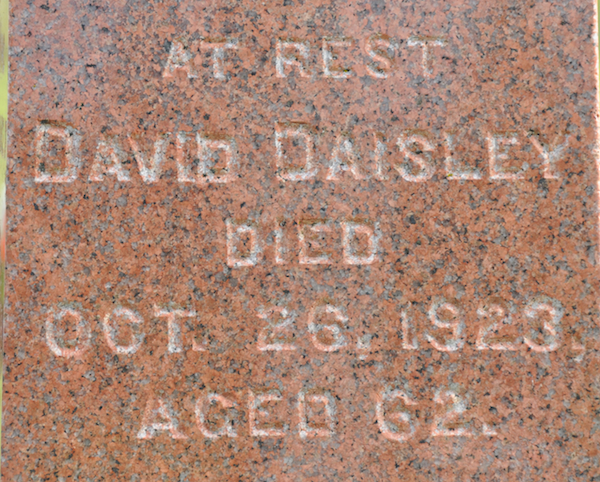 AT REST
DAVID DAISLEY
DIED
OCT. 26, 1923,
AGED 62.